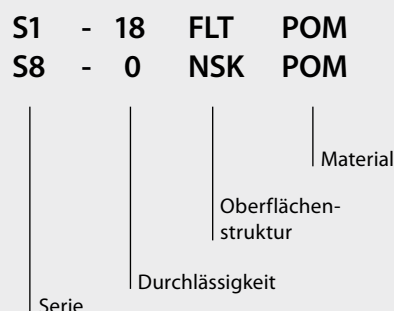 S1 - 18 FLT POM
S8 - 0 NSK POM
Material
Oberflächen-
struktur
Durchlässigkeit
Serie